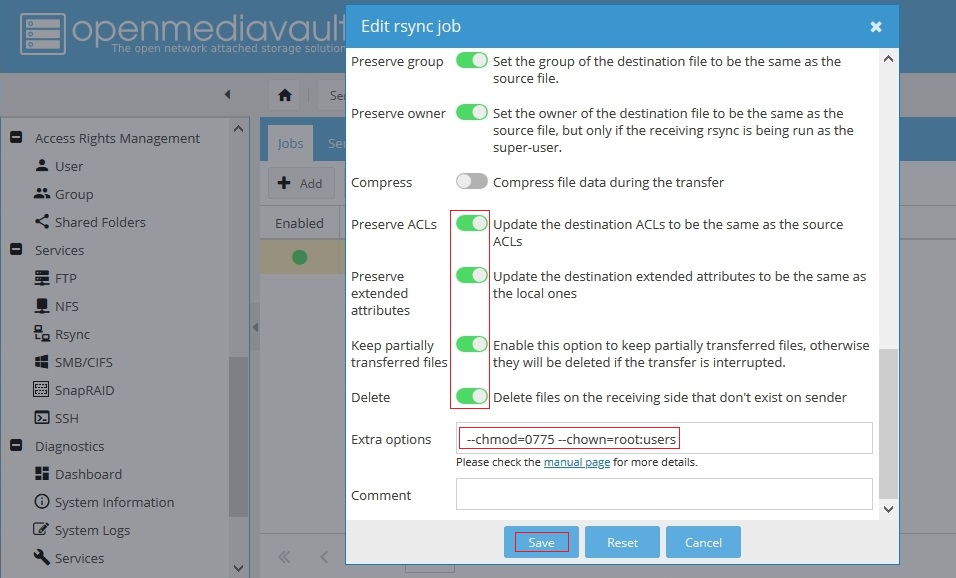 openmediavault
The open network attached storage solution
Edit rsync job
Preserve group
Set the group of the destination file to be the same as the
source file.
Preserve owner
Set the owner of the destination file to be the same as the
source file, but only if the receiving rsync is being run as the
super-user.
Compress
Compress file data during the transfer
Preserve ACLs
Update the destination ACLs to be the same as the source
ACLs
Preserve
extended
attributes
Update the destination extended attributes to be the same as
the local ones
Keep partially
transferred files
Enable this option to keep partially transferred files, otherwise
they will be deleted if the transfer is interrupted.
Delete
Delete files on the receiving side that don't exist on sender
Extra options
--chmod=0775 --chown=root:users
Please check the manual page for more details.
Comment
Save
Reset
Cancel
Access Rights Management
User
Group
Shared Folders
Services
FTP
NFS
Rsync
SMB/CIFS
SnapRAID
SSH
Diagnostics
Dashboard
System Information
System Logs
Services
Se
Jobs
Ser
Add
Enabled